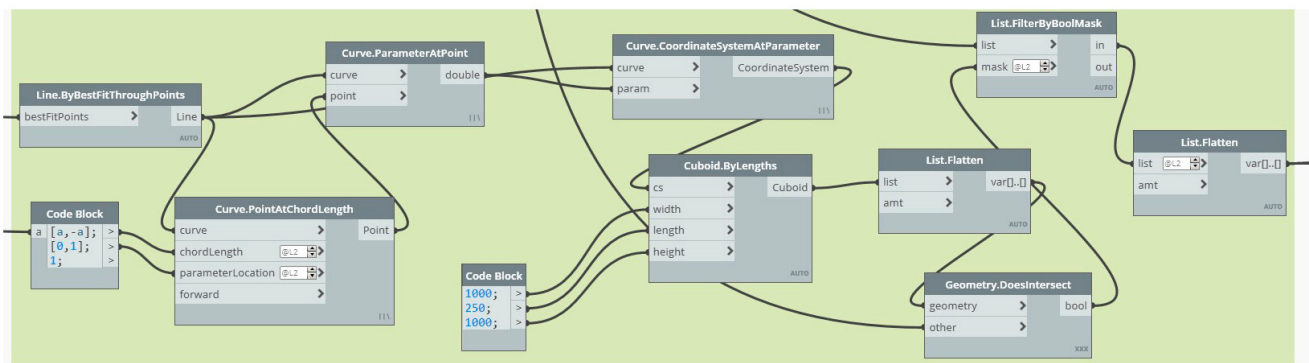 Line.ByBestFitThroughPoints
bestFitPoints > Line
AUTO
Code Block
a [a,-a]; >
[0,1]; >
1; >
Curve.ParameterAtPoint
curve > double
point >
Curve.PointAtChordLength
curve > Point
chordLength @L2 >
parameterLocation @L2 >
forward >
Curve.CoordinateSystemAtParameter
curve > CoordinateSystem
param >
Code Block
1000; >
250; >
1000; >
Cuboid.ByLengths
cs > Cuboid
width >
length >
height >
AUTO
List.Flatten
list > var[]..[]
amt >
AUTO
Geometry.DoesIntersect
geometry > bool
other >
XXX
List.FilterByBoolMask
list > in
mask @L2 > out
AUTO
List.Flatten
list @L2 > var[]..[]
amt >
AUTO